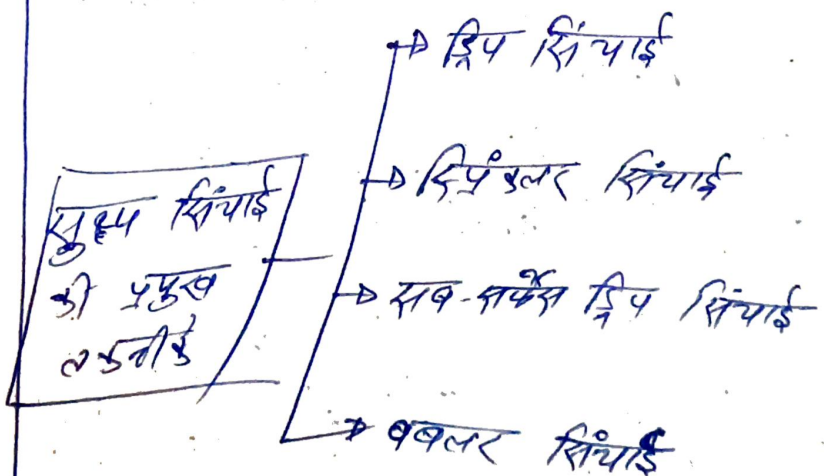 सुक्ष्म सिंचाई
की प्रमुख
तकनीके
ड्रिप सिंचाई
स्प्रिंकलर सिंचाई
सब-सर्फेस ड्रिप सिंचाई
बबलर सिंचाई